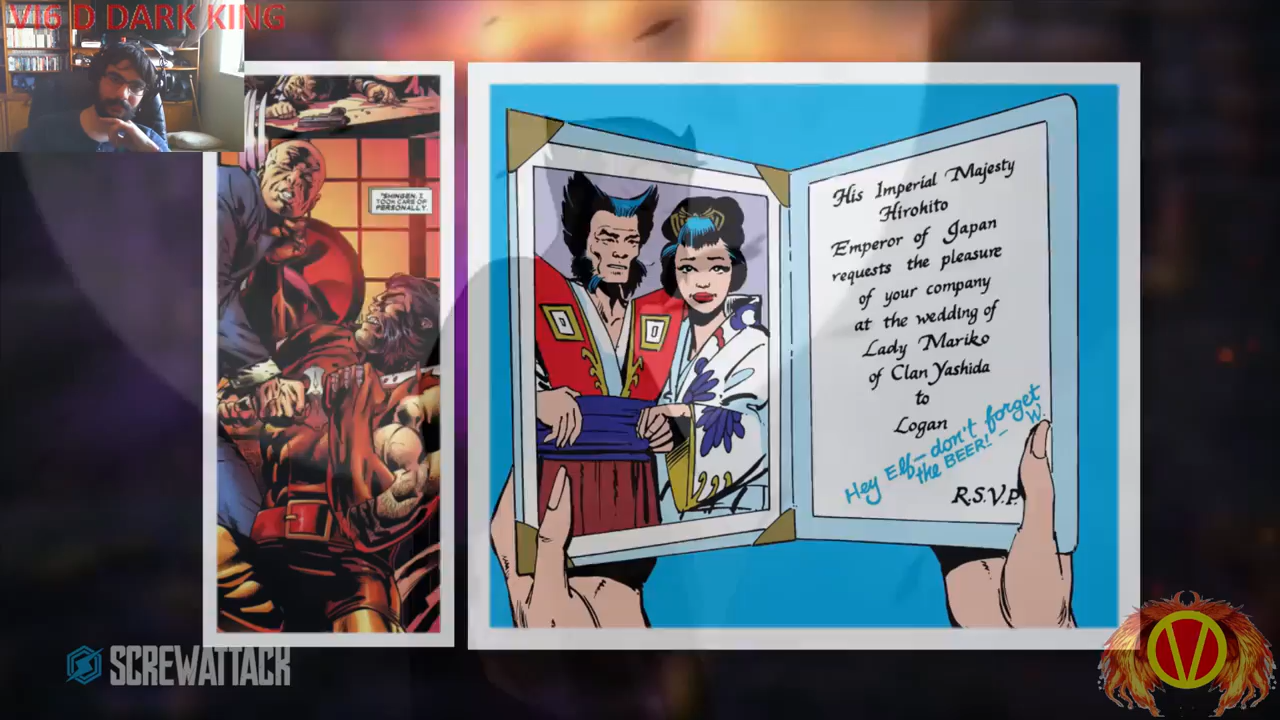 VI6 D DARK KING
"SHINGEN, I
TOOK CARE OF
PERSONALLY.
His Imperial Majesty
Hirohito
Emperor of Japan
requests the pleasure
of your company
at the wedding of
Lady Mariko
of Clan Yashida
to
Logan
Hey Elf— don't forget
the BEER! — W.
R.S.V.P.
SCREWATTACK